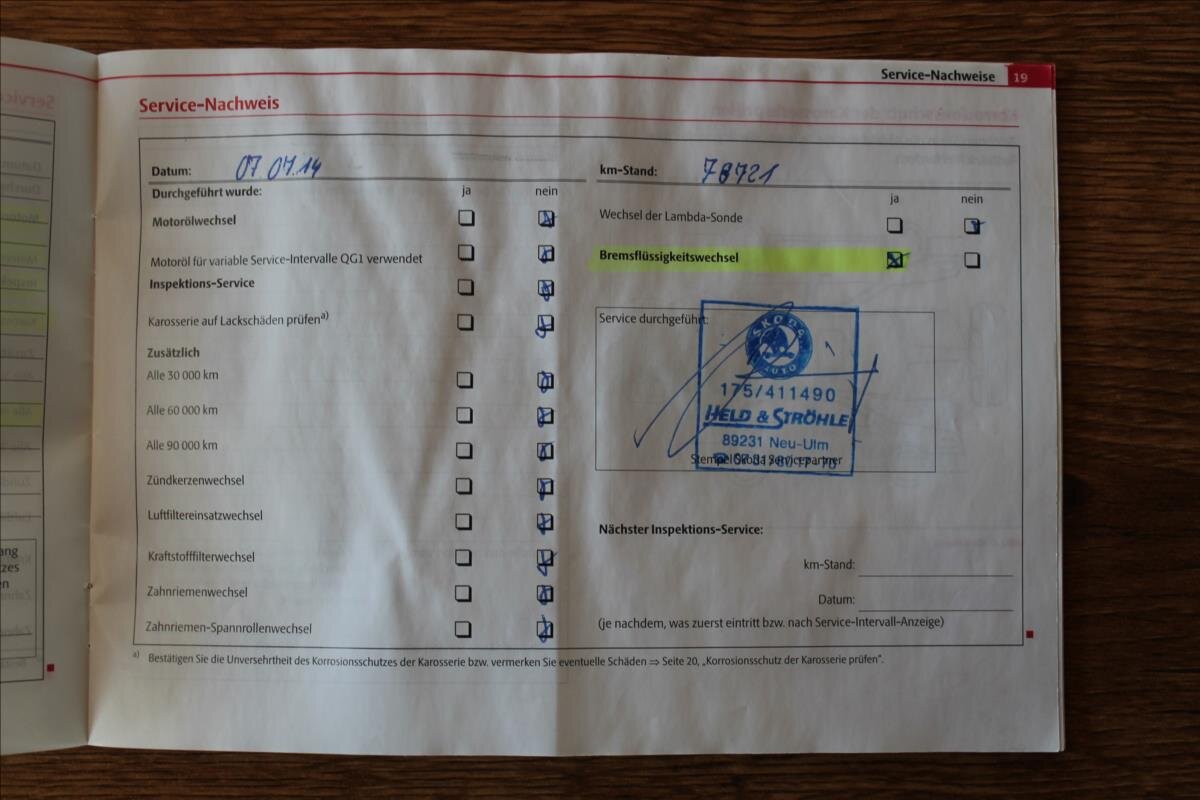 Service-Nachweise 19
Service-Nachweis
Datum: 07 07.14
km-Stand: 78721
Durchgeführt wurde: ja nein
ja nein
Motorölwechsel
Wechsel der Lambda-Sonde
Motoröl für variable Service-Intervalle QG1 verwendet
Bremsflüssigkeitswechsel
Inspektions-Service
Karosserie auf Lackschäden prüfen a)
Service durchgeführt:
SKODA
AUTO
Zusätzlich
Alle 30 000 km
175/411490
Alle 60 000 km
HELD & STRÖHLE
Alle 90 000 km
89231 Neu-Ulm
Stempel Škoda Servicepartner
Zündkerzenwechsel
Luftfiltereinsatzwechsel
Nächster Inspektions-Service:
Kraftstofffilterwechsel
km-Stand:
Zahnriemenwechsel
Datum:
Zahnriemen-Spannrollenwechsel
(je nachdem, was zuerst eintritt bzw. nach Service-Intervall-Anzeige)
a) Bestätigen Sie die Unversehrtheit des Korrosionsschutzes der Karosserie bzw. vermerken Sie eventuelle Schäden ⇒ Seite 20, „Korrosionsschutz der Karosserie prüfen“.